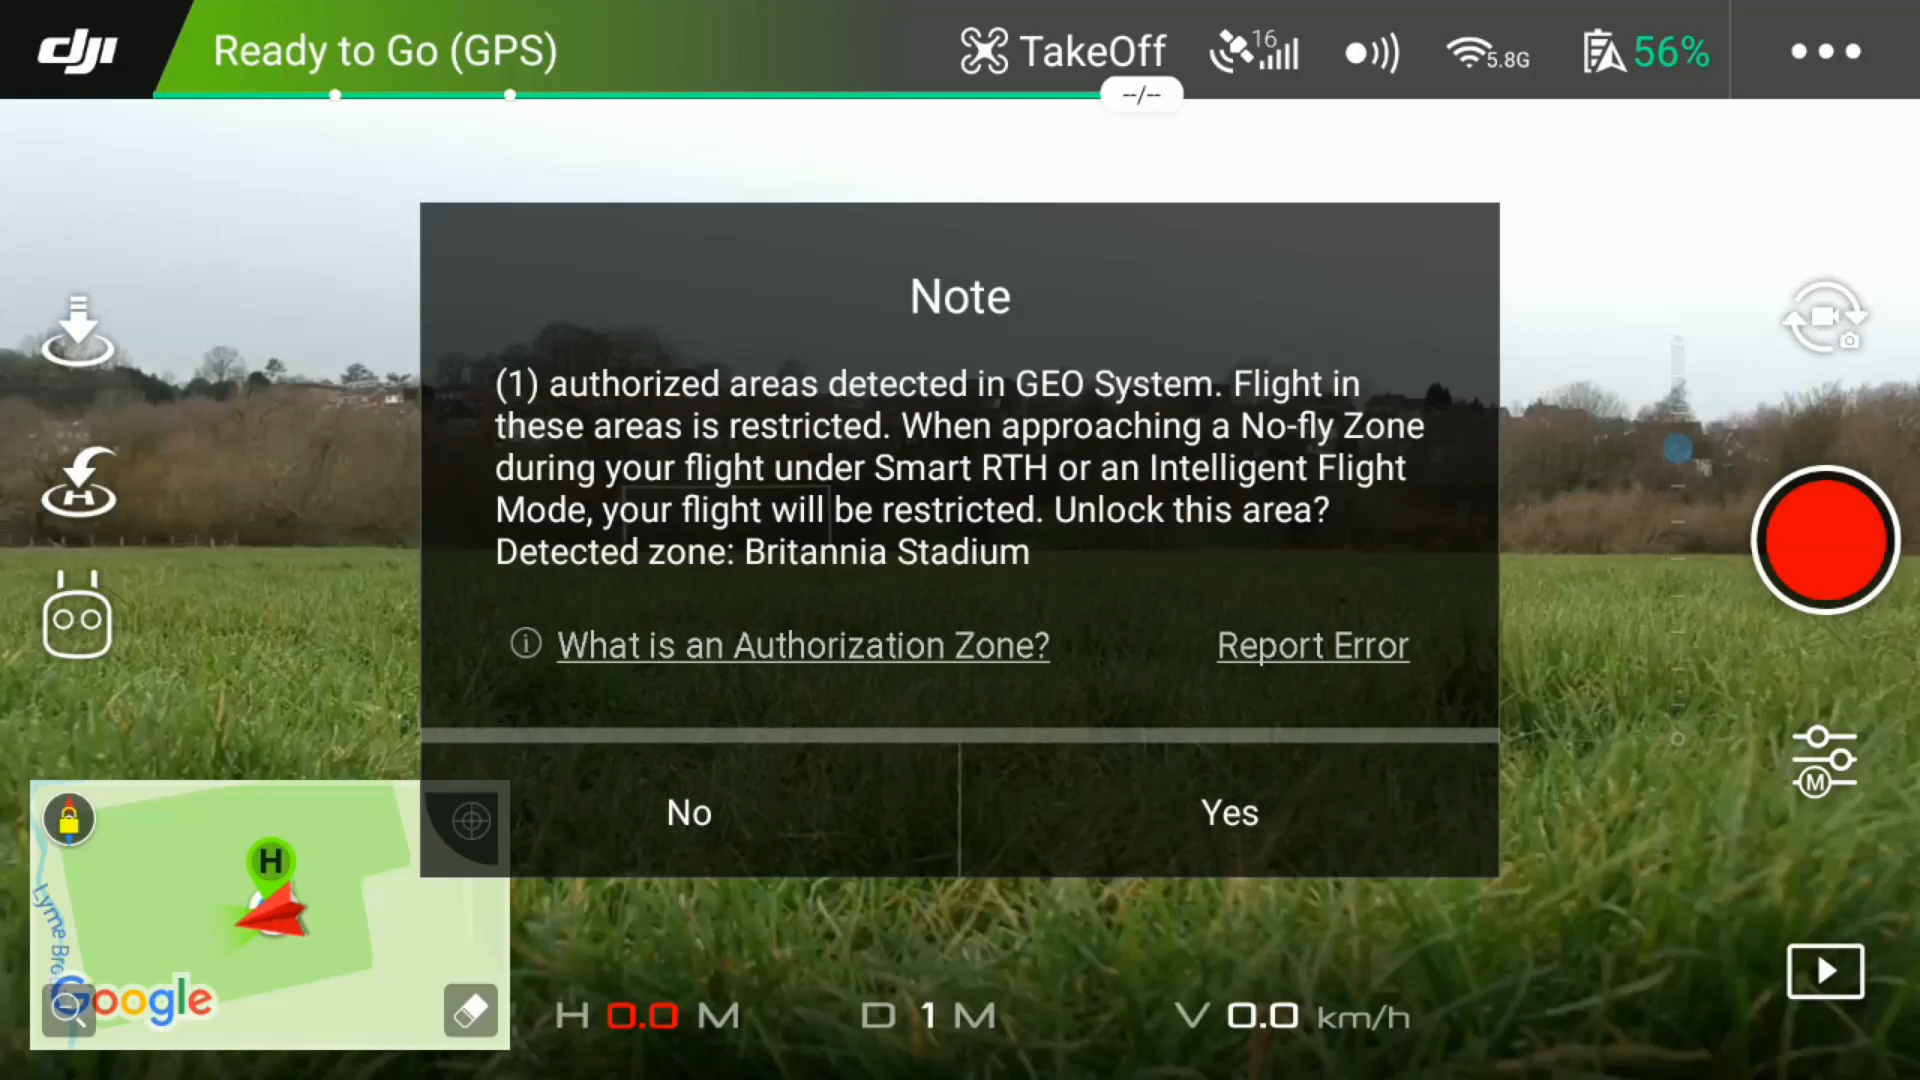 dji
Ready to Go (GPS)
TakeOff
16
5.8G
56%
--/--
Note
(1) authorized areas detected in GEO System. Flight in
these areas is restricted. When approaching a No-fly Zone
during your flight under Smart RTH or an Intelligent Flight
Mode, your flight will be restricted. Unlock this area?
Detected zone: Britannia Stadium
What is an Authorization Zone?
Report Error
No
Yes
H
M
H
Lyme Bro
Google
H 0.0 M
D 1 M
V 0.0 km/h